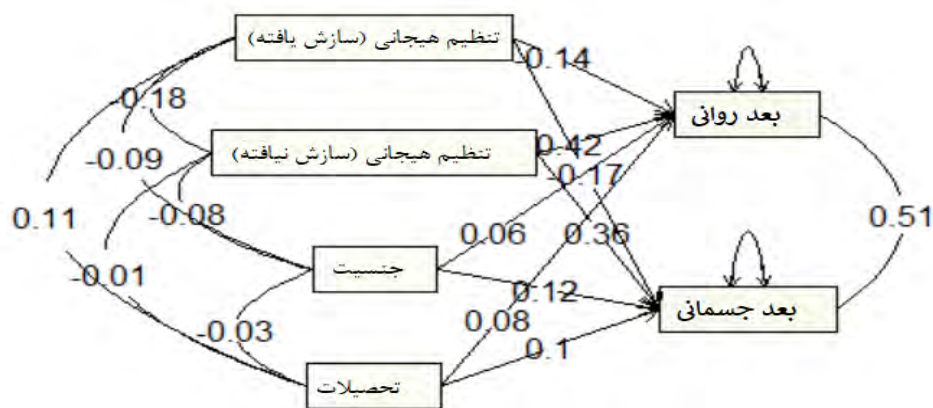 تنظیم هیجانی (سازش یافته)
-0.14
بعد روانی
-0.18
0.42
تنظیم هیجانی (سازش نیافته)
-0.09
-0.17
0.11
-0.08
0.06
0.36
0.51
جنسیت
-0.01
0.12
بعد جسمانی
-0.03
0.08
0.1
تحصیلات